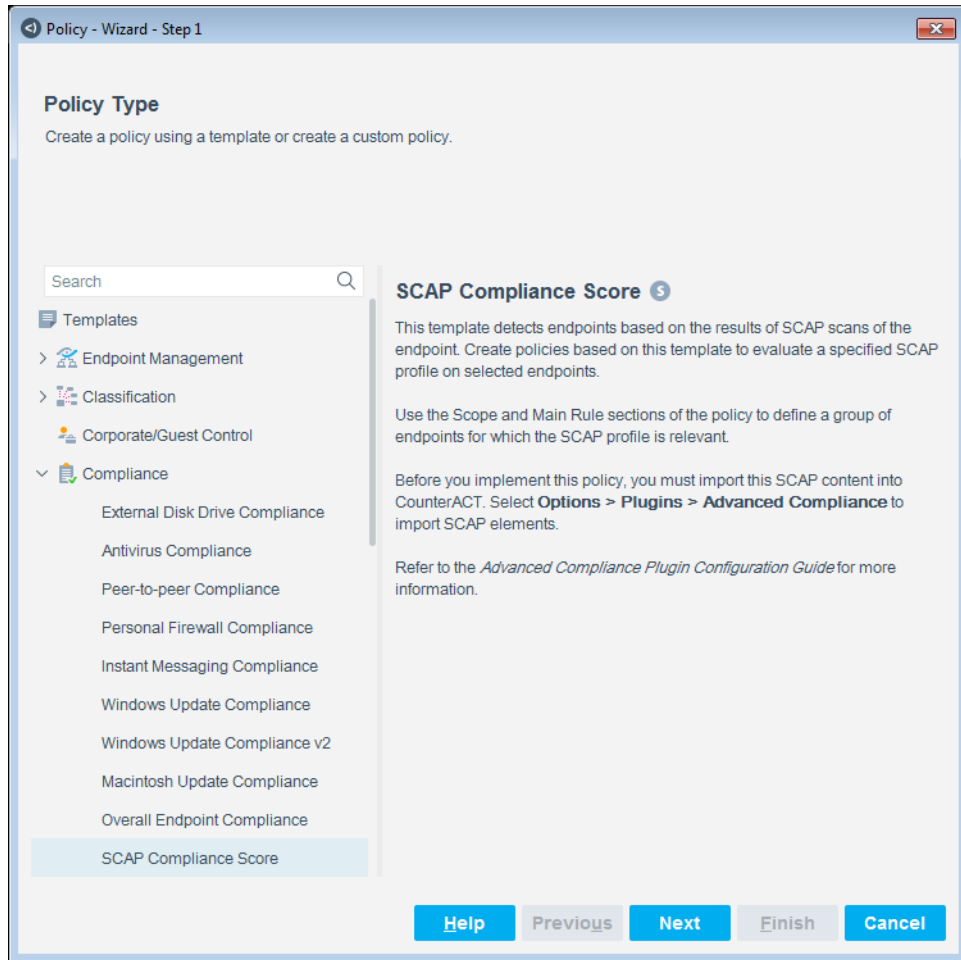 Policy - Wizard - Step 1
Policy Type
Create a policy using a template or create a custom policy.
Search
Templates
Endpoint Management
Classification
Corporate/Guest Control
Compliance
External Disk Drive Compliance
Antivirus Compliance
Peer-to-peer Compliance
Personal Firewall Compliance
Instant Messaging Compliance
Windows Update Compliance
Windows Update Compliance v2
Macintosh Update Compliance
Overall Endpoint Compliance
SCAP Compliance Score
SCAP Compliance Score S
This template detects endpoints based on the results of SCAP scans of the
endpoint. Create policies based on this template to evaluate a specified SCAP
profile on selected endpoints.
Use the Scope and Main Rule sections of the policy to define a group of
endpoints for which the SCAP profile is relevant.
Before you implement this policy, you must import this SCAP content into
CounterACT. Select Options > Plugins > Advanced Compliance to
import SCAP elements.
Refer to the Advanced Compliance Plugin Configuration Guide for more
information.
Help
Previous
Next
Finish
Cancel